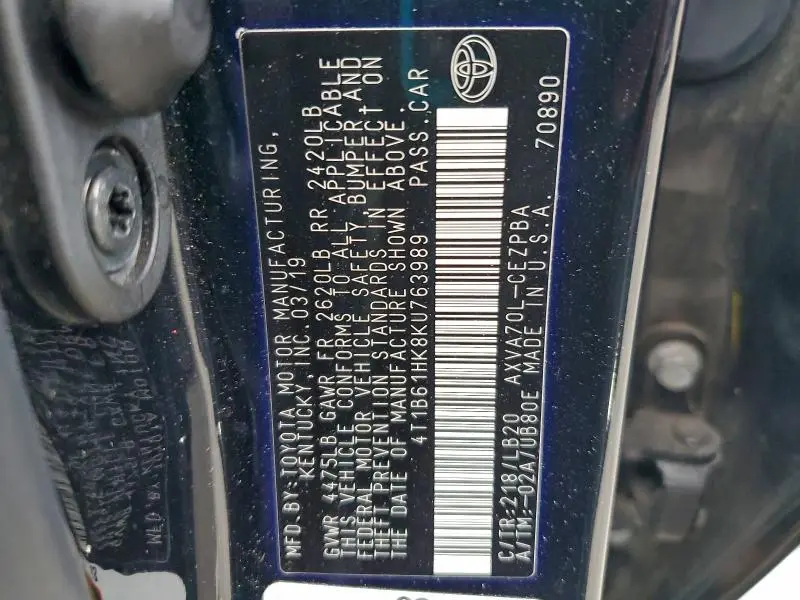 MFD.BY:TOYOTA MOTOR MANUFACTURING,
KENTUCKY, INC.03/19
GVWR 4475LB GAWR FR 2620LB RR 2420LB
THIS VEHICLE CONFORMS TO ALL APPLICABLE
FEDERAL MOTOR VEHICLE SAFETY, BUMPER, AND
THEFT PREVENTION STANDARDS IN EFFECT ON
THE DATE OF MANUFACTURE SHOWN ABOVE.
4T1B61HK8KU763989 PASS.CAR
C/TR:218/LB20 AXVA70L-CEZPBA 70890
A/TM:-02A/UB80E MADE IN U.S.A.